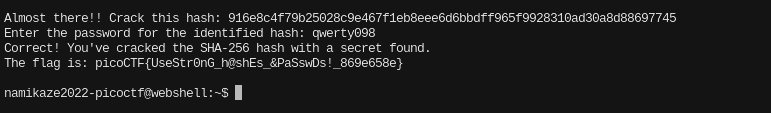 Almost there!! Crack this hash: 916e8c4f79b25028c9e467f1eb8eee6d6bbdff965f9928310ad30a8d88697745
Enter the password for the identified hash: qwerty098
Correct! You've cracked the SHA-256 hash with a secret found.
The flag is: picoCTF{UseStr0nG_h@shEs_&PaSswDs!_869e658e}
namikaze2022-picoctf@webshell:~$